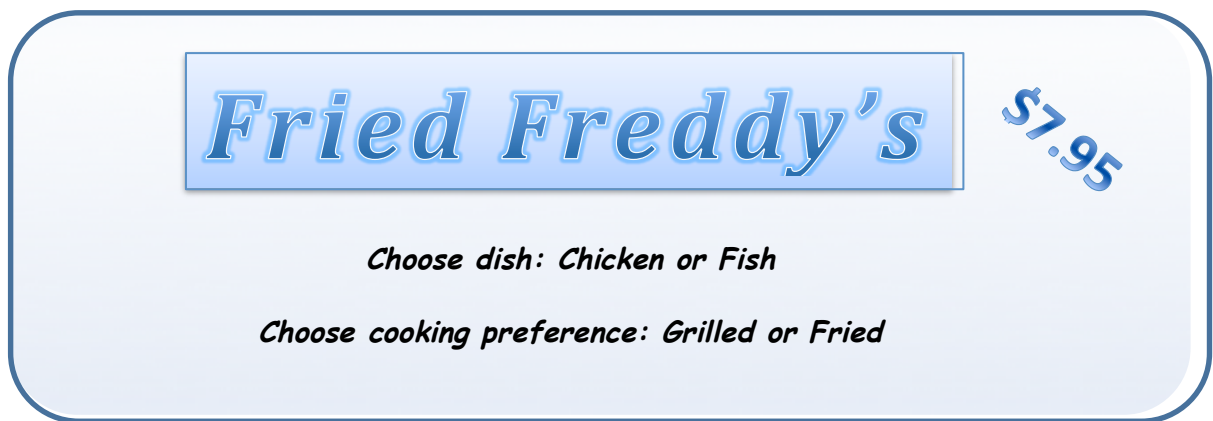 Fried Freddy’s
$7.95
Choose dish: Chicken or Fish
Choose cooking preference: Grilled or Fried